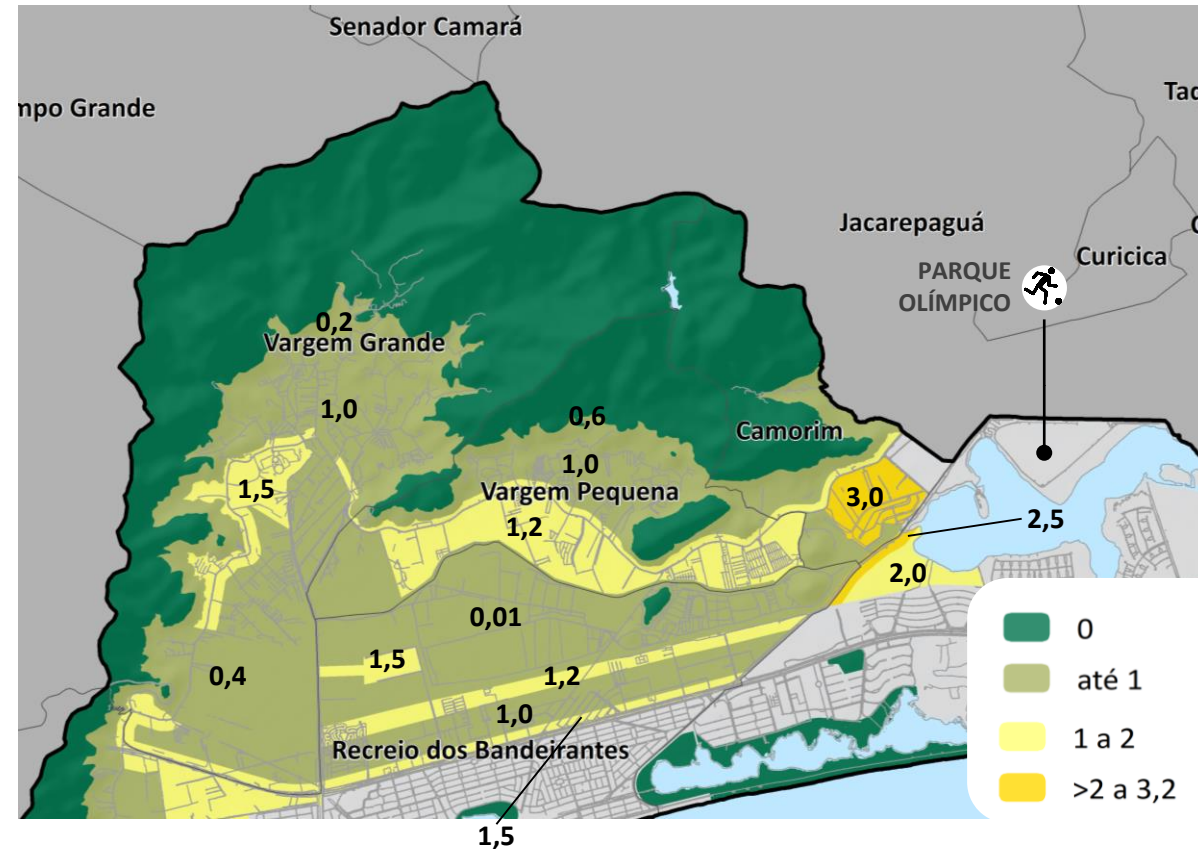 Senador Camará
mpo Grande
Tac
Jacarepaguá
C
Curicica
PARQUE
OLÍMPICO
0,2
Vargem Grande
1,0
0,6
Camorim
1,0
1,5
Vargem Pequena
3,0
1,2
2,5
2,0
0,01
0,4
1,5
1,2
1,0
Recreio dos Bandeirantes
1,5
0
até 1
1 a 2
>2 a 3,2